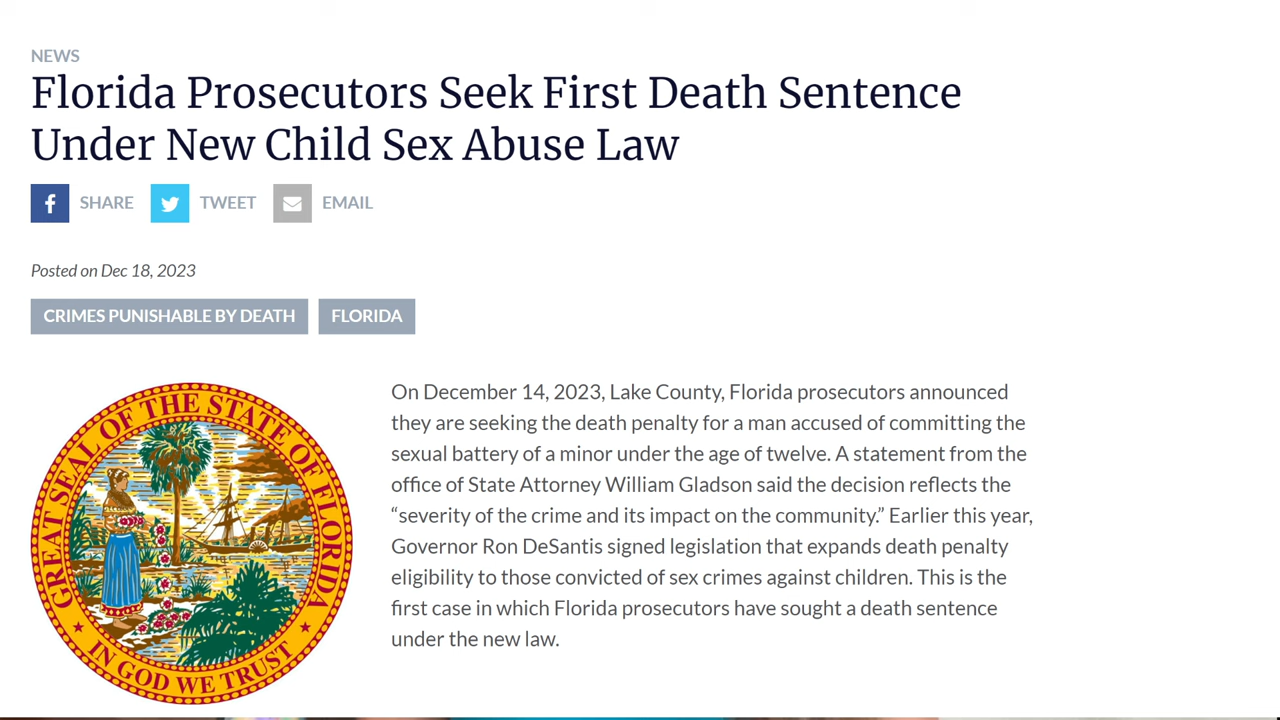 NEWS
Florida Prosecutors Seek First Death Sentence
Under New Child Sex Abuse Law
SHARE TWEET EMAIL
Posted on Dec 18, 2023
CRIMES PUNISHABLE BY DEATH FLORIDA
GREAT SEAL OF THE STATE OF FLORIDA
IN GOD WE TRUST
On December 14, 2023, Lake County, Florida prosecutors announced
they are seeking the death penalty for a man accused of committing the
sexual battery of a minor under the age of twelve. A statement from the
office of State Attorney William Gladson said the decision reflects the
“severity of the crime and its impact on the community.” Earlier this year,
Governor Ron DeSantis signed legislation that expands death penalty
eligibility to those convicted of sex crimes against children. This is the
first case in which Florida prosecutors have sought a death sentence
under the new law.